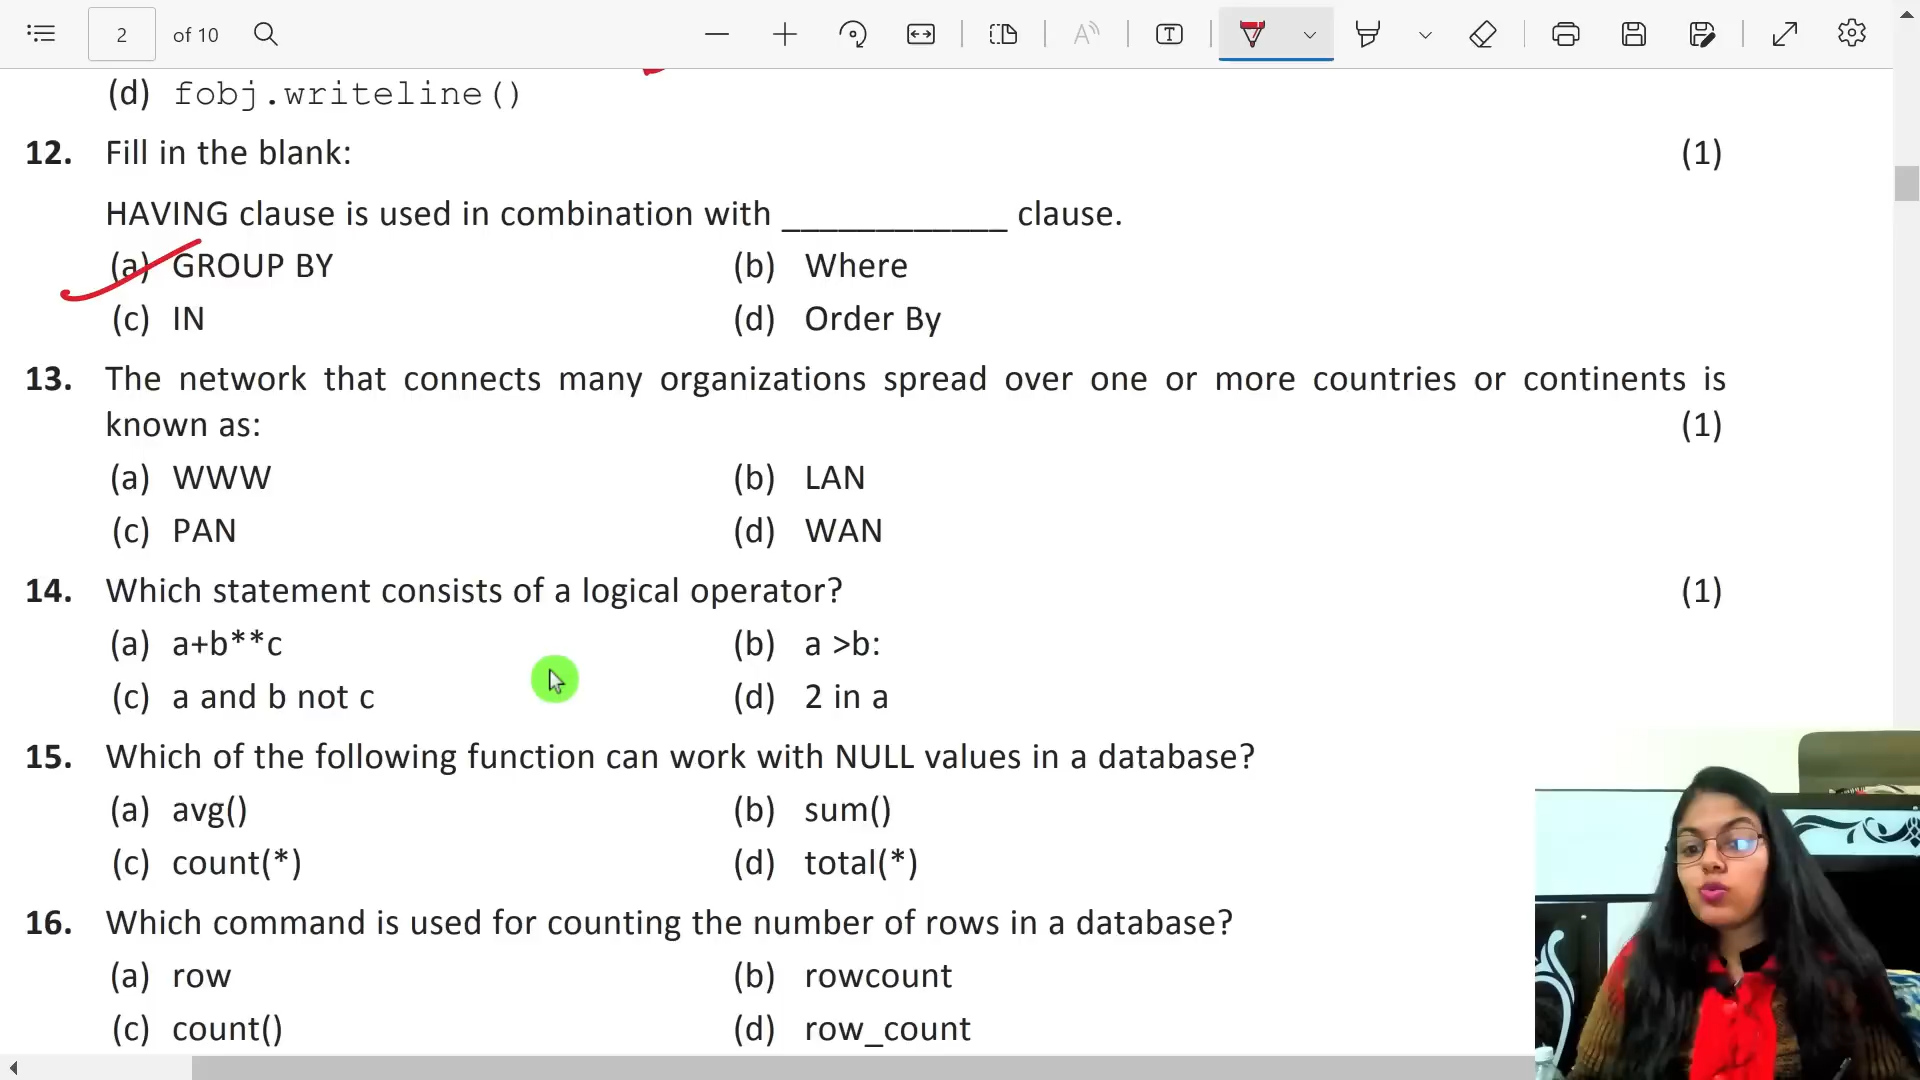 2 of 10
(d) fobj.writeline()
12. Fill in the blank: (1)
HAVING clause is used in combination with ____________ clause.
(a) GROUP BY (b) Where
(c) IN (d) Order By
13. The network that connects many organizations spread over one or more countries or continents is
known as: (1)
(a) WWW (b) LAN
(c) PAN (d) WAN
14. Which statement consists of a logical operator? (1)
(a) a+b**c (b) a >b:
(c) a and b not c (d) 2 in a
15. Which of the following function can work with NULL values in a database?
(a) avg() (b) sum()
(c) count(*) (d) total(*)
16. Which command is used for counting the number of rows in a database?
(a) row (b) rowcount
(c) count() (d) row_count